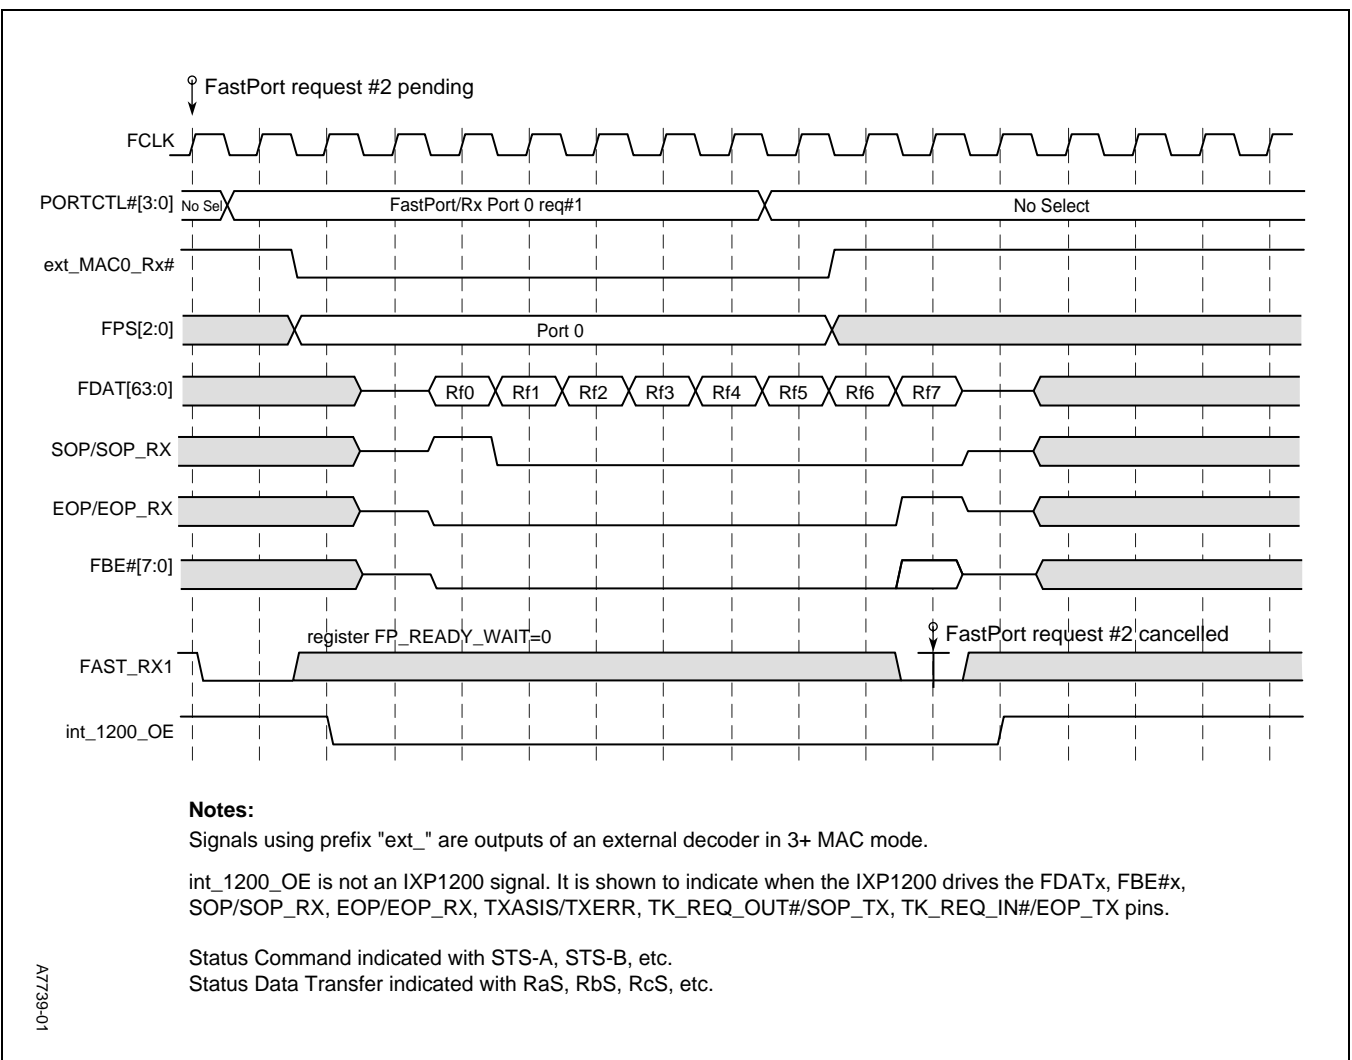 FastPort request #2 pending
FCLK
PORTCTL#[3:0] No Sel FastPort/Rx Port 0 req#1 No Select
ext_MAC0_Rx#
FPS[2:0] Port 0
FDAT[63:0] Rf0 Rf1 Rf2 Rf3 Rf4 Rf5 Rf6 Rf7
SOP/SOP_RX
EOP/EOP_RX
FBE#[7:0]
register FP_READY_WAIT=0 FastPort request #2 cancelled
FAST_RX1
int_1200_OE
Notes:
Signals using prefix "ext_" are outputs of an external decoder in 3+ MAC mode.
int_1200_OE is not an IXP1200 signal. It is shown to indicate when the IXP1200 drives the FDATx, FBE#x,
SOP/SOP_RX, EOP/EOP_RX, TXASIS/TXERR, TK_REQ_OUT#/SOP_TX, TK_REQ_IN#/EOP_TX pins.
Status Command indicated with STS-A, STS-B, etc.
Status Data Transfer indicated with RaS, RbS, RcS, etc.
A7739-01